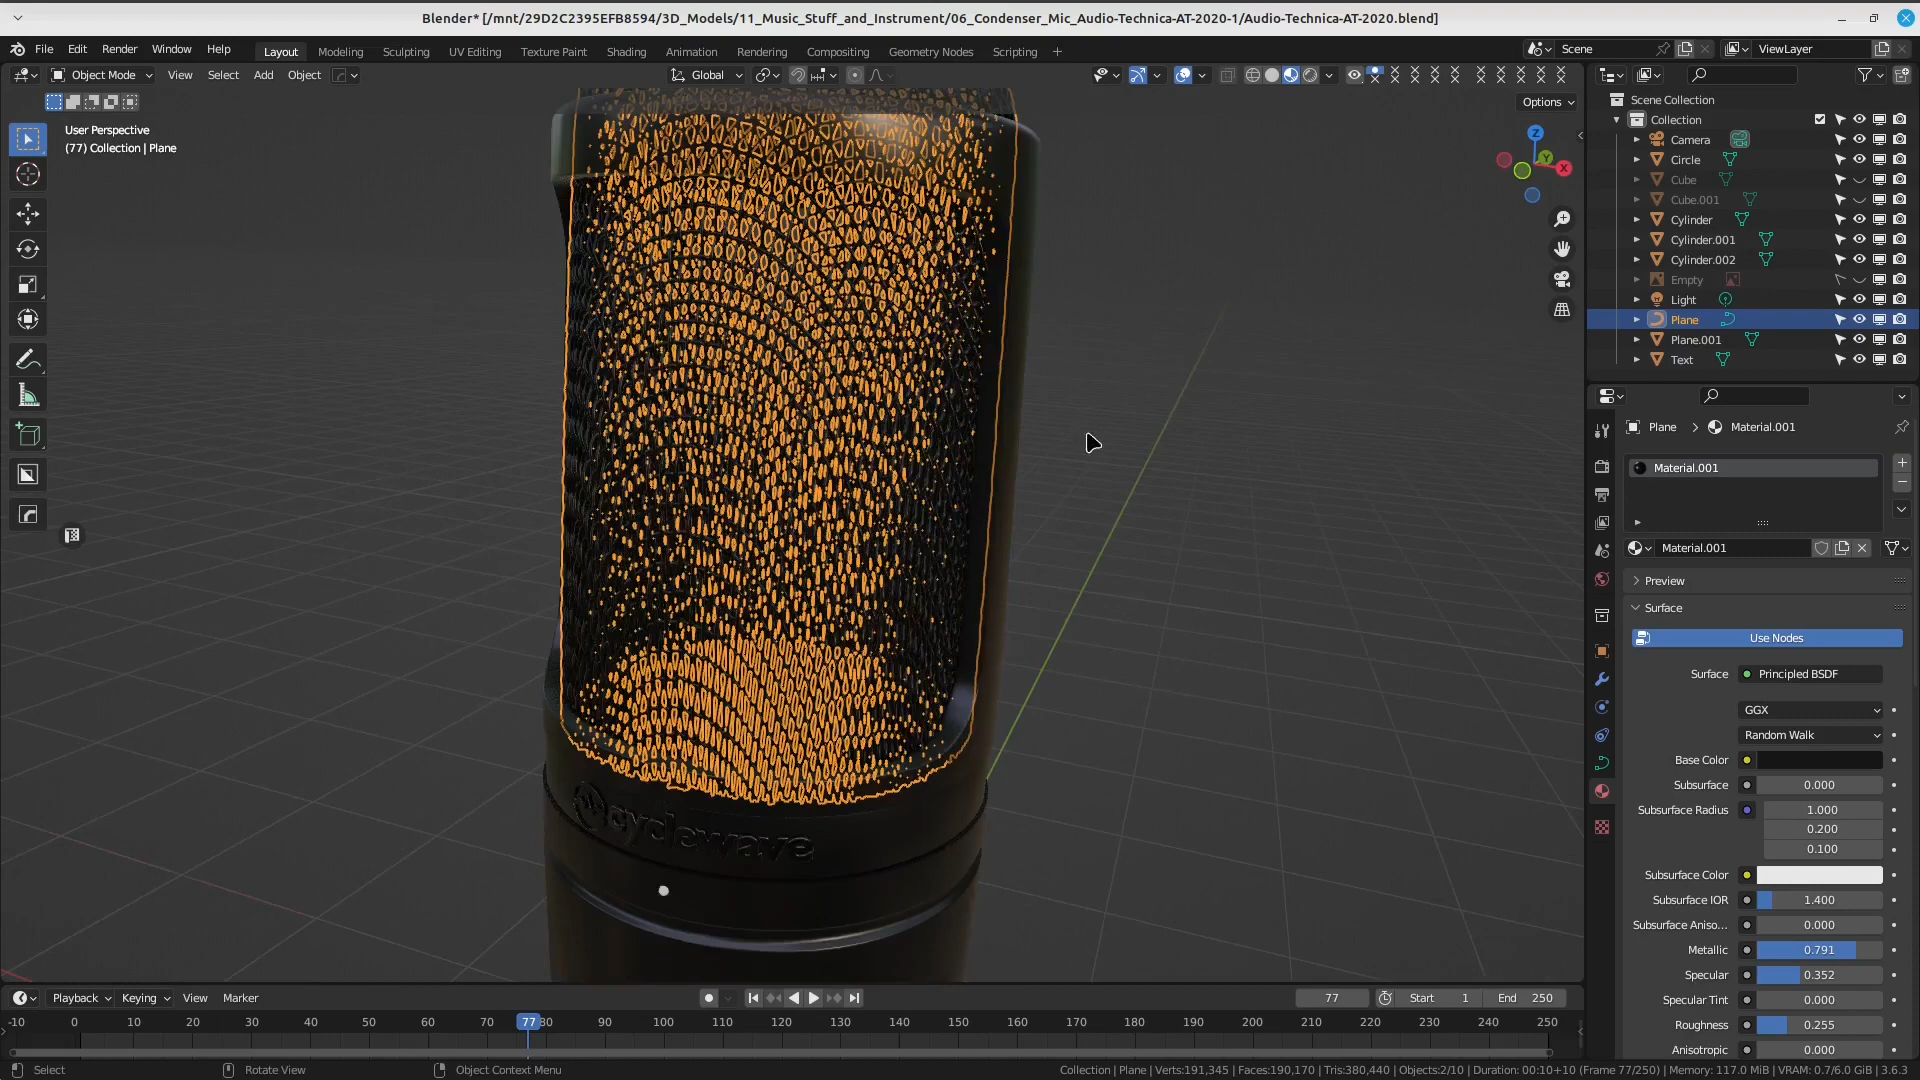 Blender* [/mnt/29D2C2395EFB8594/3D_Models/11_Music_Stuff_and_Instrument/06_Condenser_Mic_Audio-Technica-AT-2020-1/Audio-Technica-AT-2020.blend]
File Edit Render Window Help Layout Modeling Sculpting UV Editing Texture Paint Shading Animation Rendering Compositing Geometry Nodes Scripting + Scene ViewLayer
Object Mode View Select Add Object Global
Options
User Perspective
(77) Collection | Plane
Z
Y
X
cyclewave
Scene Collection
Collection
Camera
Circle
Cube
Cube.001
Cylinder
Cylinder.001
Cylinder.002
Empty
Light
Plane
Plane.001
Text
Plane > Material.001
Material.001
Material.001
Preview
Surface
Use Nodes
Surface Principled BSDF
GGX
Random Walk
Base Color
Subsurface 0.000
Subsurface Radius 1.000
0.200
0.100
Subsurface Color
Subsurface IOR 1.400
Subsurface Aniso... 0.000
Metallic 0.791
Specular 0.352
Specular Tint 0.000
Roughness 0.255
Anisotropic 0.000
Playback Keying View Marker 77 Start 1 End 250
-10 0 10 20 30 40 50 60 70 77 80 90 100 110 120 130 140 150 160 170 180 190 200 210 220 230 240 250
Select Rotate View Object Context Menu Collection | Plane | Verts:191,345 | Faces:190,170 | Tris:380,440 | Objects:2/10 | Duration: 00:10+10 (Frame 77/250) | Memory: 117.0 MiB | VRAM: 0.7/6.0 GiB | 3.6.3